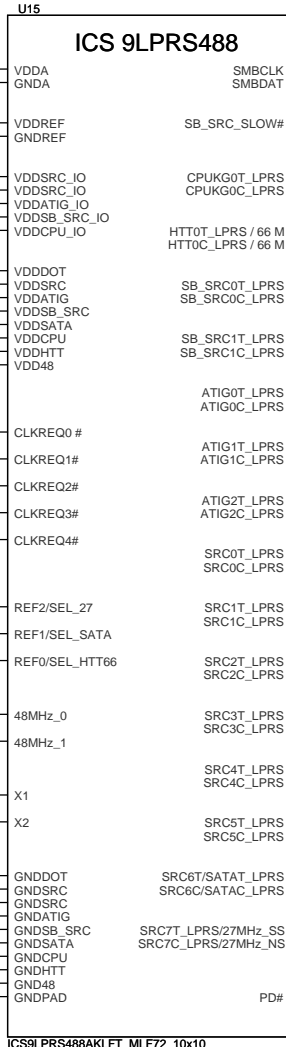 U15
ICS 9LPRS488
VDDA
GNDA
VDDREF
GNDREF
VDDSRC_IO
VDDSRC_IO
VDDATIG_IO
VDDSB_SRC_IO
VDDCPU_IO
VDDDOT
VDDSRC
VDDATIG
VDDSB_SRC
VDDSATA
VDDCPU
VDDHTT
VDD48
CLKREQ0 #
CLKREQ1#
CLKREQ2#
CLKREQ3#
CLKREQ4#
REF2/SEL_27
REF1/SEL_SATA
REF0/SEL_HTT66
48MHz_0
48MHz_1
X1
X2
GNDDOT
GNDSRC
GNDSRC
GNDATIG
GNDSB_SRC
GNDSATA
GNDCPU
GNDHTT
GND48
GNDPAD
SMBCLK
SMBDAT
SB_SRC_SLOW#
CPUKG0T_LPRS
CPUKG0C_LPRS
HTT0T_LPRS / 66 M
HTT0C_LPRS / 66 M
SB_SRC0T_LPRS
SB_SRC0C_LPRS
SB_SRC1T_LPRS
SB_SRC1C_LPRS
ATIG0T_LPRS
ATIG0C_LPRS
ATIG1T_LPRS
ATIG1C_LPRS
ATIG2T_LPRS
ATIG2C_LPRS
SRC0T_LPRS
SRC0C_LPRS
SRC1T_LPRS
SRC1C_LPRS
SRC2T_LPRS
SRC2C_LPRS
SRC3T_LPRS
SRC3C_LPRS
SRC4T_LPRS
SRC4C_LPRS
SRC5T_LPRS
SRC5C_LPRS
SRC6T/SATAT_LPRS
SRC6C/SATAC_LPRS
SRC7T_LPRS/27MHz_SS
SRC7C_LPRS/27MHz_NS
PD#
ICS9LPRS488AKLFT_MLF72_10x10